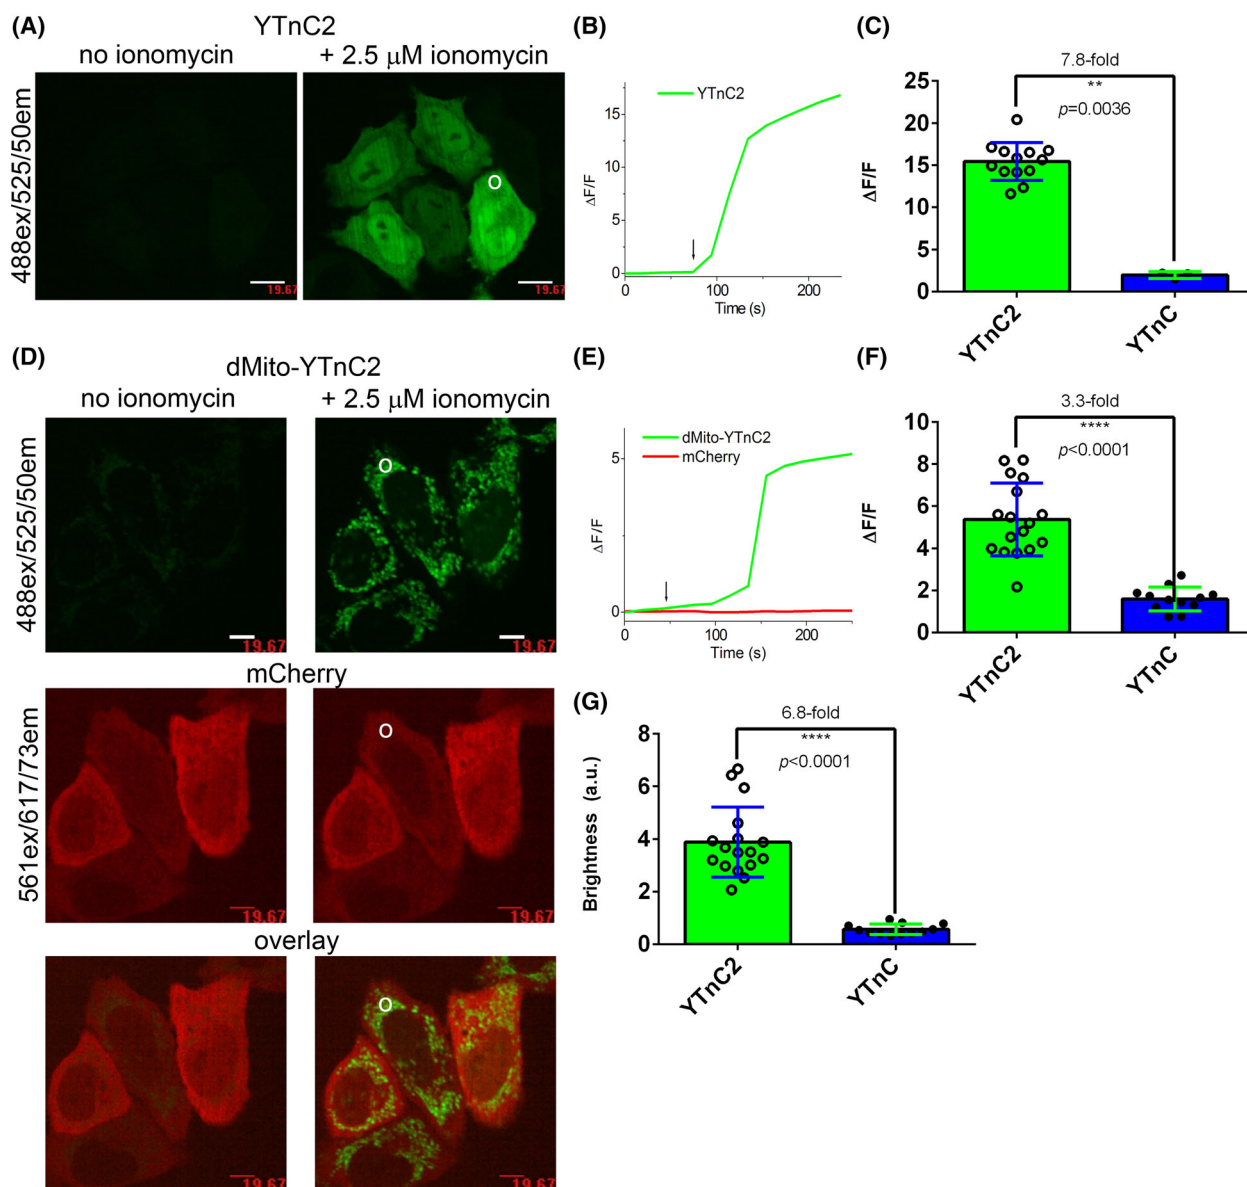 (A)
YTnC2
no ionomycin
+ 2.5 μM ionomycin
488ex/525/50em
19.67
19.67
(B)
YTnC2
ΔF/F
15
10
5
0
0
100
200
Time (s)
(C)
7.8-fold
**
p=0.0036
ΔF/F
25
20
15
10
5
0
YTnC2
YTnC
(D)
dMito-YTnC2
no ionomycin
+ 2.5 μM ionomycin
488ex/525/50em
19.67
19.67
mCherry
561ex/617/73em
19.67
19.67
overlay
19.67
19.67
(E)
dMito-YTnC2
mCherry
ΔF/F
5
0
0
100
200
Time (s)
(F)
3.3-fold
****
p<0.0001
ΔF/F
10
8
6
4
2
0
YTnC2
YTnC
(G)
6.8-fold
****
p<0.0001
Brightness (a.u.)
8
6
4
2
0
YTnC2
YTnC